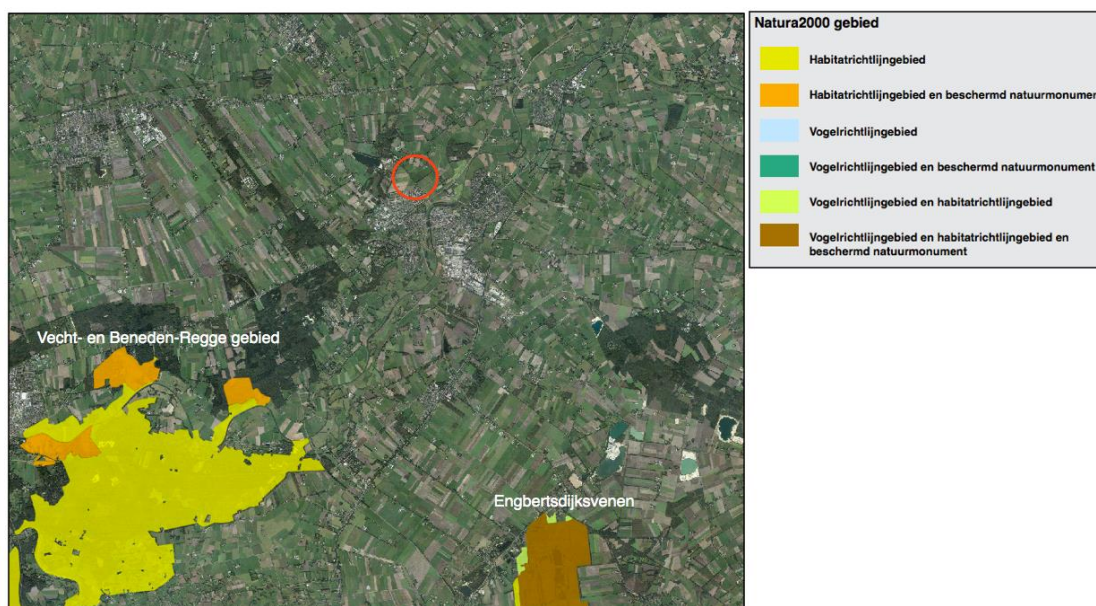 Natura2000 gebied
Habitatrichtlijngebied
Habitatrichtlijngebied en beschermd natuurmonument
Vogelrichtlijngebied
Vogelrichtlijngebied en beschermd natuurmonument
Vogelrichtlijngebied en habitatrichtlijngebied
Vogelrichtlijngebied en habitatrichtlijngebied en
beschermd natuurmonument
Vecht- en Beneden-Regge gebied
Engbertsdijksvenen